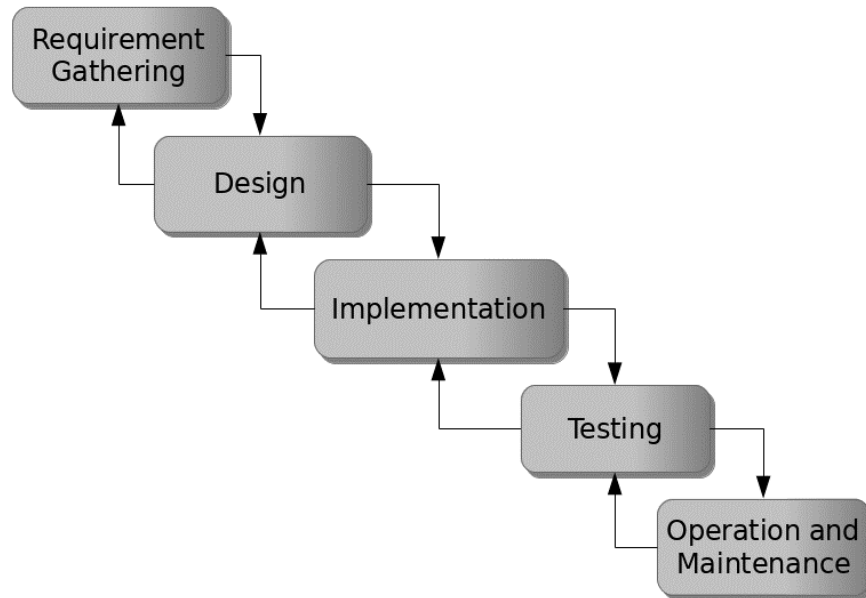 Requirement
Gathering
Design
Implementation
Testing
Operation and
Maintenance